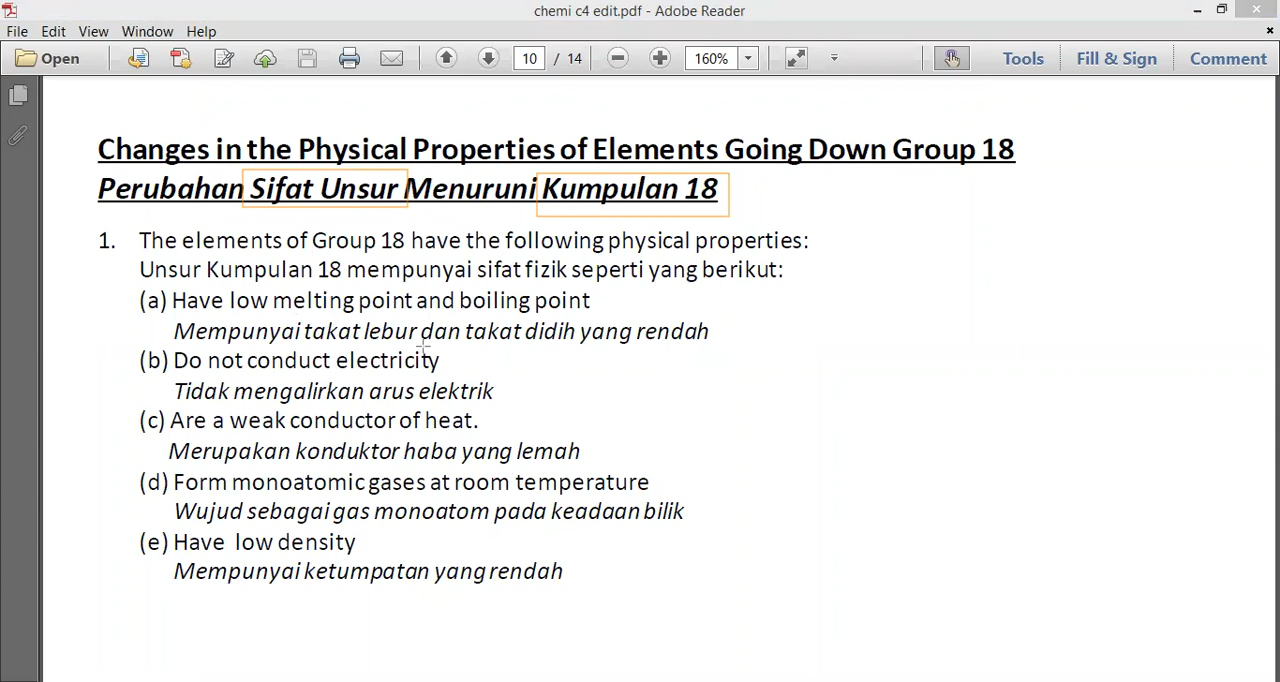 chemi c4 edit.pdf - Adobe Reader
File Edit View Window Help
Open 10 / 14 160% Tools Fill & Sign Comment
Changes in the Physical Properties of Elements Going Down Group 18
Perubahan Sifat Unsur Menuruni Kumpulan 18
1. The elements of Group 18 have the following physical properties:
Unsur Kumpulan 18 mempunyai sifat fizik seperti yang berikut:
(a) Have low melting point and boiling point
Mempunyai takat lebur dan takat didih yang rendah
(b) Do not conduct electricity
Tidak mengalirkan arus elektrik
(c) Are a weak conductor of heat.
Merupakan konduktor haba yang lemah
(d) Form monoatomic gases at room temperature
Wujud sebagai gas monoatom pada keadaan bilik
(e) Have low density
Mempunyai ketumpatan yang rendah